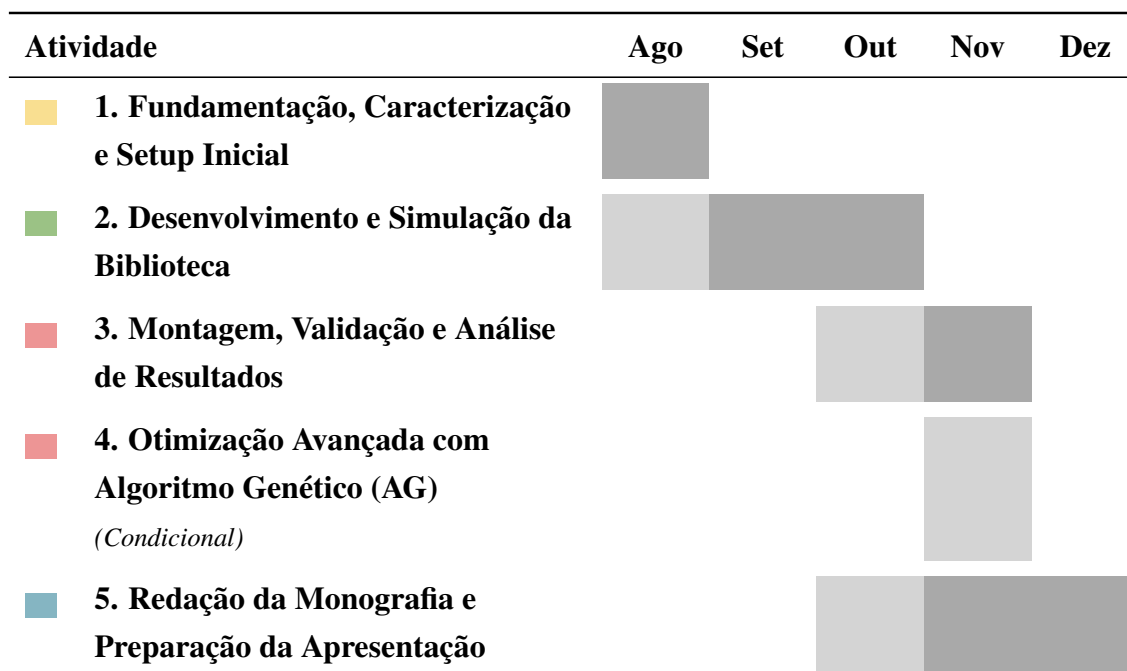 Atividade Ago Set Out Nov Dez
1. Fundamentação, Caracterização
e Setup Inicial
2. Desenvolvimento e Simulação da
Biblioteca
3. Montagem, Validação e Análise
de Resultados
4. Otimização Avançada com
Algoritmo Genético (AG)
(Condicional)
5. Redação da Monografia e
Preparação da Apresentação